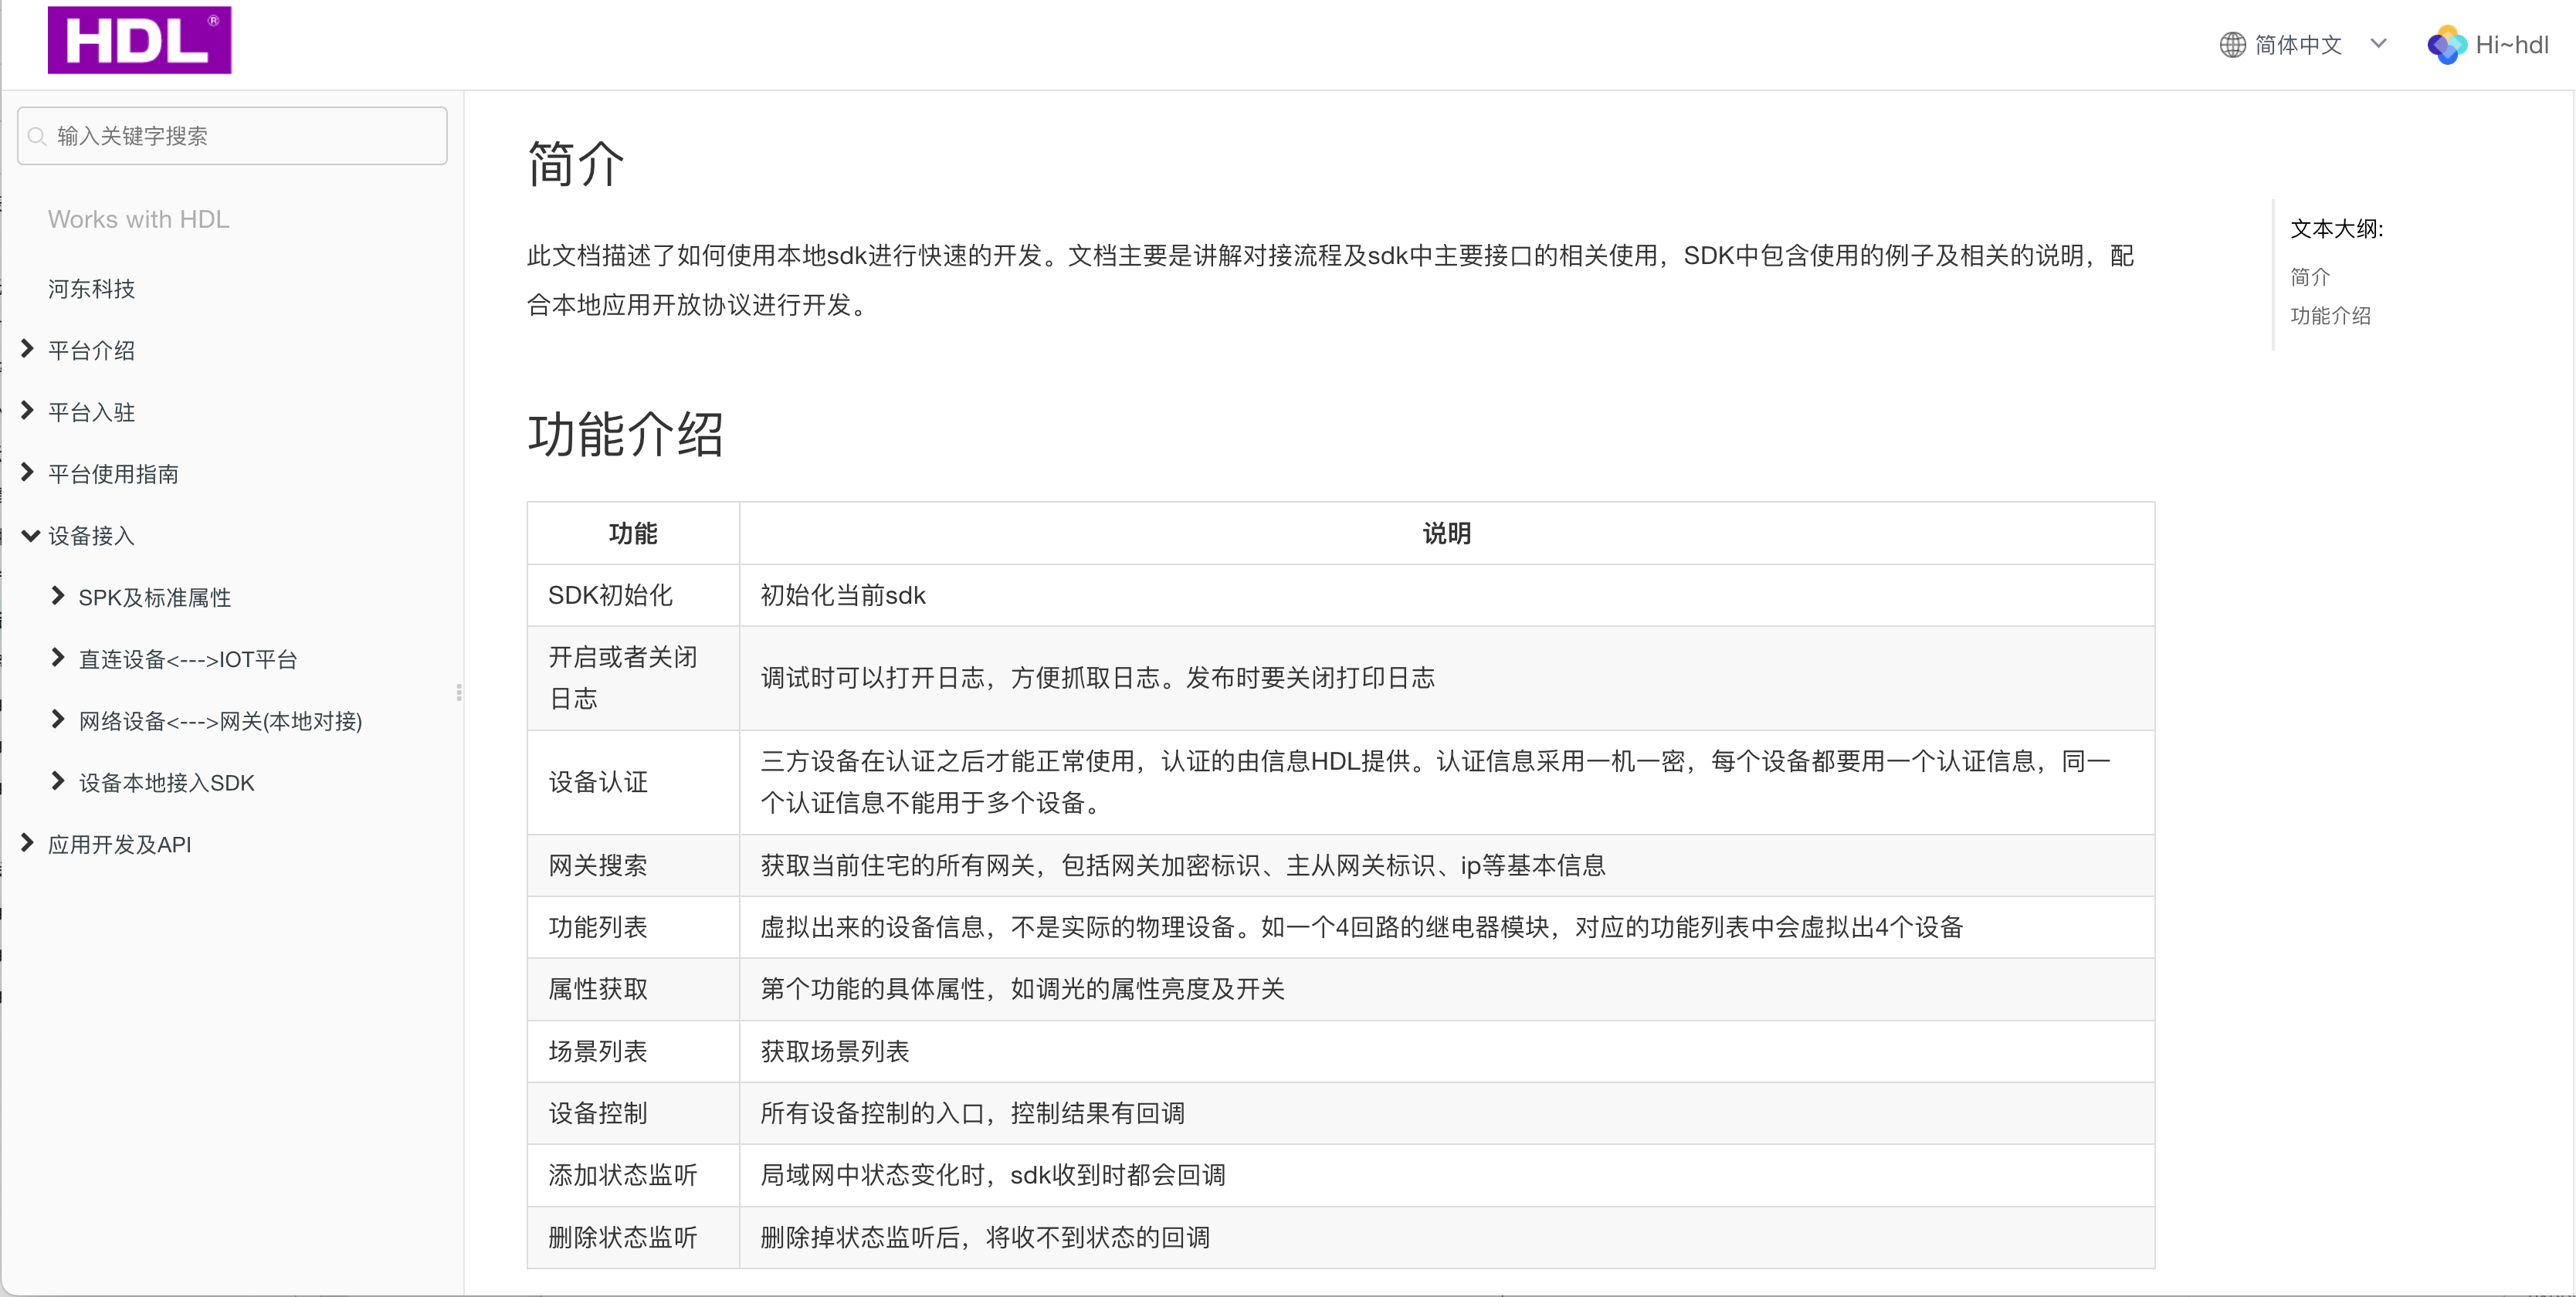 HDL®
简体中文
Hi~hdl
输入关键字搜索
Works with HDL
河东科技
平台介绍
平台入驻
平台使用指南
设备接入
SPK及标准属性
直连设备<--->IOT平台
网络设备<--->网关(本地对接)
设备本地接入SDK
应用开发及API
简介
此文档描述了如何使用本地sdk进行快速的开发。文档主要是讲解对接流程及sdk中主要接口的相关使用，SDK中包含使用的例子及相关的说明，配
合本地应用开放协议进行开发。
功能介绍
功能 说明
SDK初始化 初始化当前sdk
开启或者关闭
日志
调试时可以打开日志，方便抓取日志。发布时要关闭打印日志
设备认证
三方设备在认证之后才能正常使用，认证的由信息HDL提供。认证信息采用一机一密，每个设备都要用一个认证信息，同一
个认证信息不能用于多个设备。
网关搜索 获取当前住宅的所有网关，包括网关加密标识、主从网关标识、ip等基本信息
功能列表 虚拟出来的设备信息，不是实际的物理设备。如一个4回路的继电器模块，对应的功能列表中会虚拟出4个设备
属性获取 第个功能的具体属性，如调光的属性亮度及开关
场景列表 获取场景列表
设备控制 所有设备控制的入口，控制结果有回调
添加状态监听 局域网中状态变化时，sdk收到时都会回调
删除状态监听 删除掉状态监听后，将收不到状态的回调
文本大纲:
简介
功能介绍